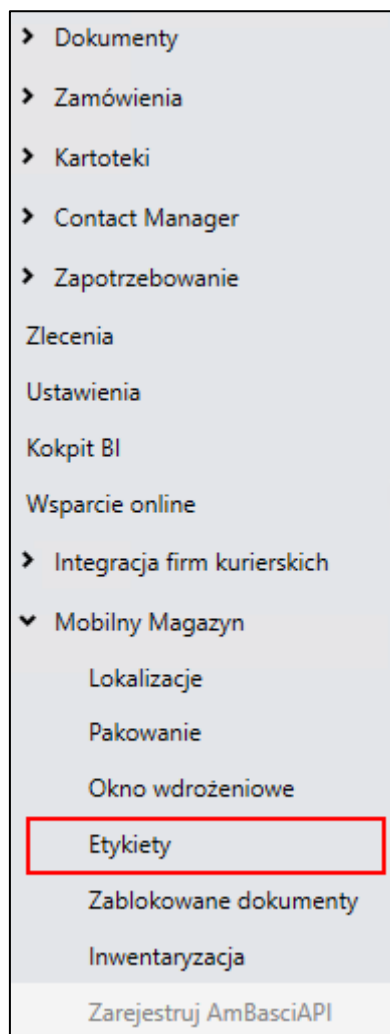 Dokumenty
Zamówienia
Kartoteki
Contact Manager
Zapotrzebowanie
Zlecenia
Ustawienia
Kokpit BI
Wsparcie online
Integracja firm kurierskich
Mobilny Magazyn
Lokalizacje
Pakowanie
Okno wdrożeniowe
Etykiety
Zablokowane dokumenty
Inwentaryzacja
Zarejestruj AmBasciAPI